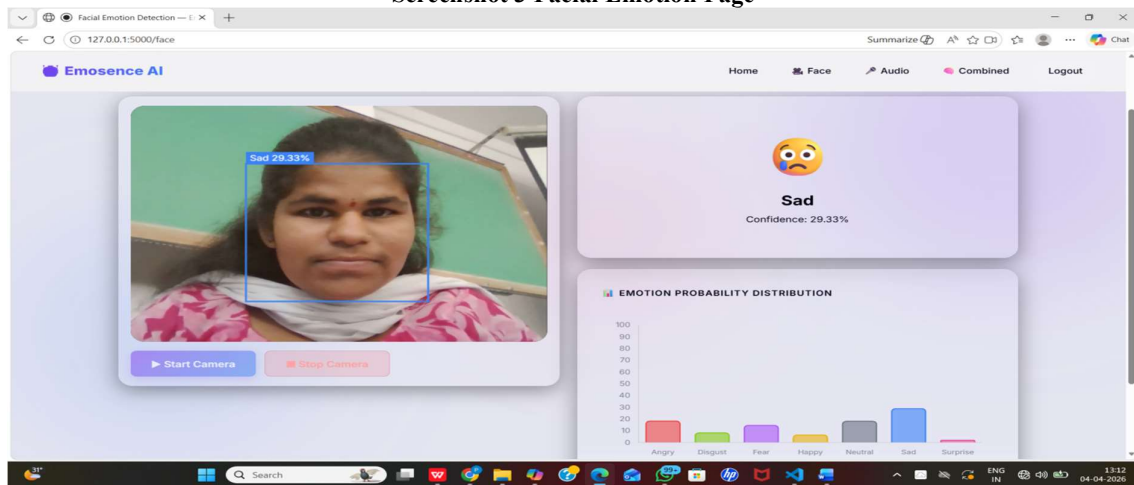 Screenshot 3 Facial Emotion Page
Facial Emotion Detection — E
127.0.0.1:5000/face
Summarize
Chat
Emosence AI
Home Face Audio Combined Logout
Sad 29.33%
Start Camera
Stop Camera
Sad
Confidence: 29.33%
EMOTION PROBABILITY DISTRIBUTION
100
90
80
70
60
50
40
30
20
10
0
Angry Disgust Fear Happy Neutral Sad Surprise
31°
Search
99+
ENG
IN
13:12
04-04-2026